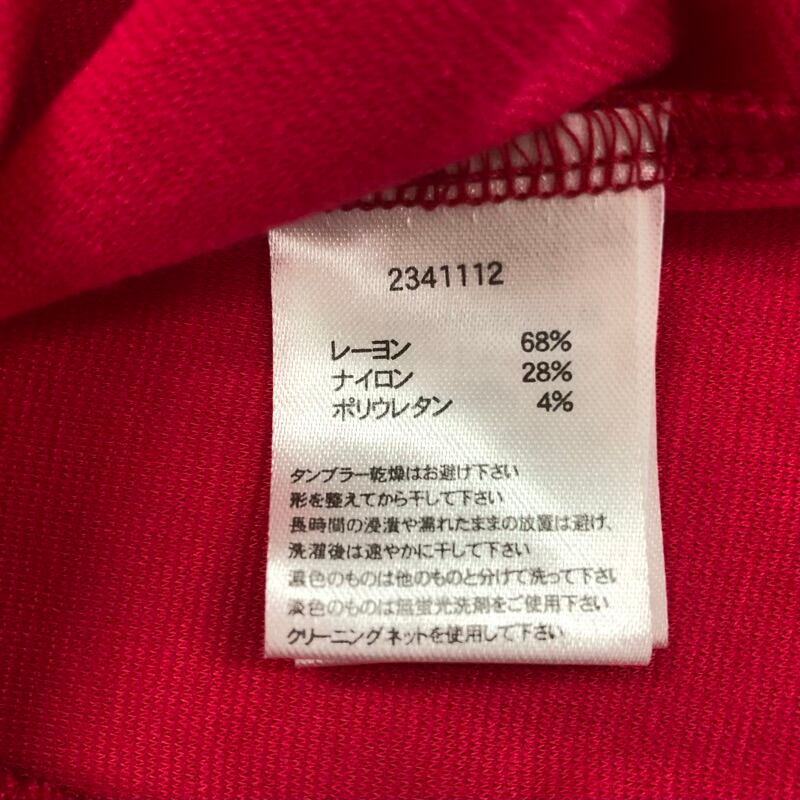 2341112
レーヨン 68%
ナイロン 28%
ポリウレタン 4%
タンブラー乾燥はお避け下さい
形を整えてから干して下さい
長時間の浸漬や濡れたままの放置は避け、
洗濯後は速やかに干して下さい
濃色のものは他のものと分けて洗って下さい
淡色のものは無蛍光洗剤をご使用下さい
クリーニングネットを使用して下さい